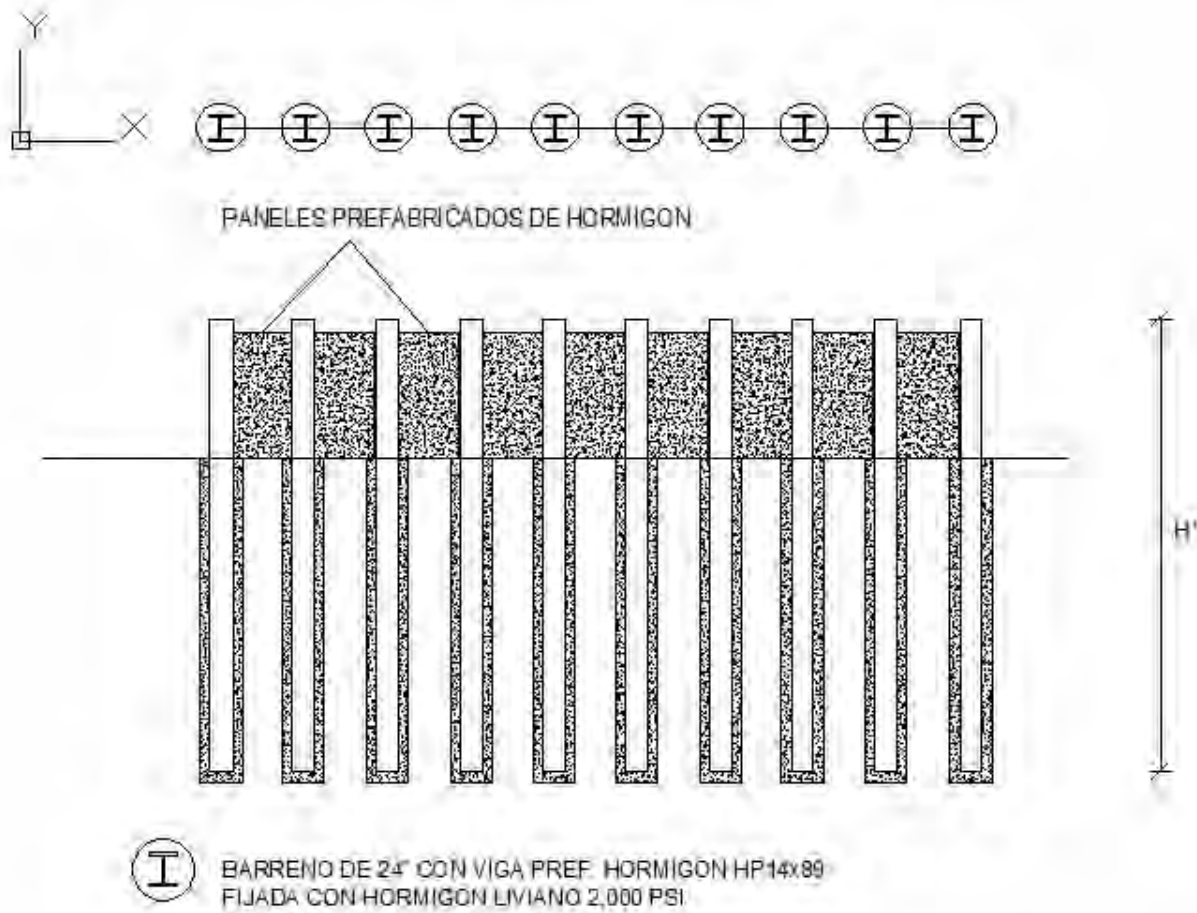 Y
X
PANELES PREFABRICADOS DE HORMIGON
H'
BARRENO DE 24" CON VIGA PREF. HORMIGON HP14x89
FIJADA CON HORMIGON LIVIANO 2,000 PSI